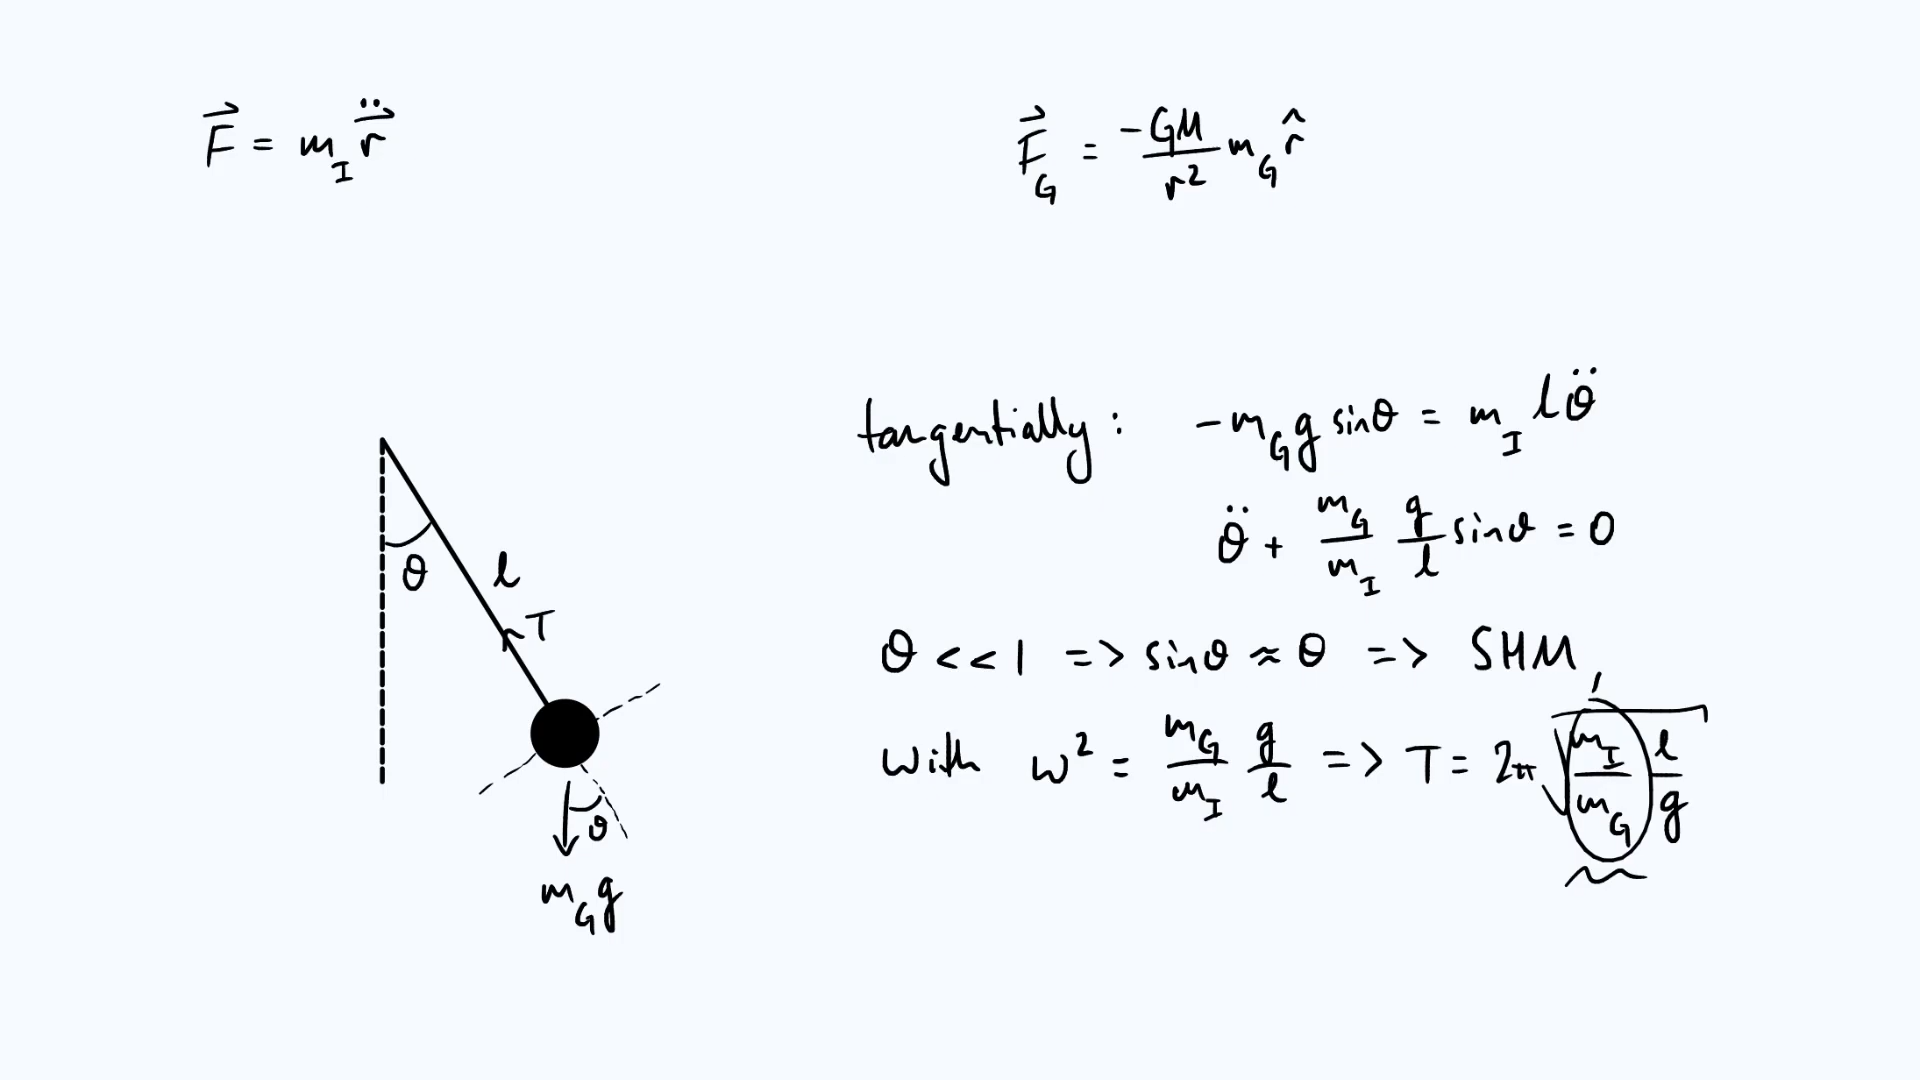 F⃗ = m_I r⃗̈
F⃗_G = -GM/r² m_G r̂
tangentially : -m_G g sinθ = m_I lθ̈
θ̈ + m_G/m_I g/l sinθ = 0
θ << 1 => sinθ ≈ θ => SHM,
with ω² = m_G/m_I g/l => T = 2π √(m_I/m_G l/g)
θ
l
T
θ
m_G g